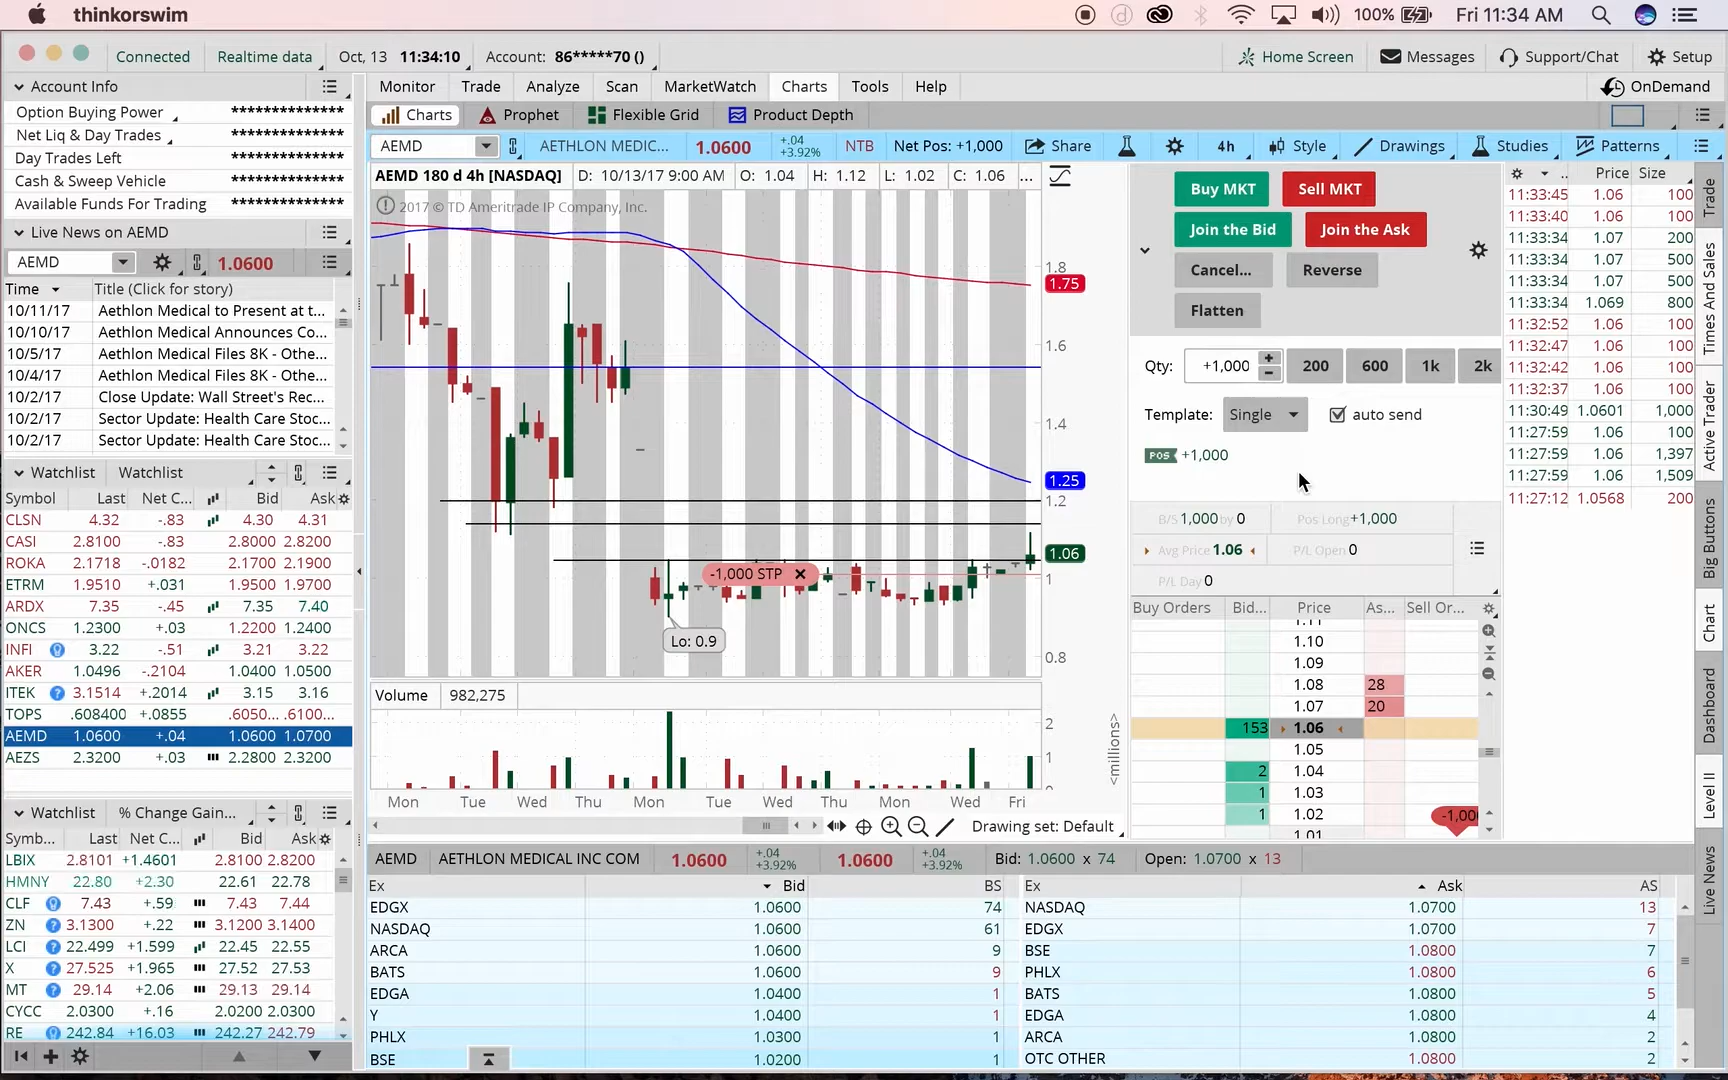 thinkorswim 100% Fri 11:34 AM
Connected Realtime data Oct, 13 11:34:10 Account: 86*****70 () Home Screen Messages Support/Chat Setup
Account Info
Option Buying Power **************
Net Liq & Day Trades **************
Day Trades Left **************
Cash & Sweep Vehicle **************
Available Funds For Trading **************
Live News on AEMD
AEMD 1.0600
Time Title (Click for story)
10/11/17 Aethlon Medical to Present at t...
10/10/17 Aethlon Medical Announces Co...
10/5/17 Aethlon Medical Files 8K - Othe...
10/4/17 Aethlon Medical Files 8K - Othe...
10/2/17 Close Update: Wall Street's Rec...
10/2/17 Sector Update: Health Care Stoc...
10/2/17 Sector Update: Health Care Stoc...
Watchlist Watchlist
Symbol Last Net C... Bid Ask
CLSN 4.32 -.83 4.30 4.31
CASI 2.8100 -.83 2.8000 2.8200
ROKA 2.1718 -.0182 2.1700 2.1900
ETRM 1.9510 +.031 1.9500 1.9700
ARDX 7.35 -.45 7.35 7.40
ONCS 1.2300 +.03 1.2200 1.2400
INFI 3.22 -.51 3.21 3.22
AKER 1.0496 -.2104 1.0400 1.0500
ITEK 3.1514 +.2014 3.15 3.16
TOPS .608400 +.0855 .6050... .6100...
AEMD 1.0600 +.04 1.0600 1.0700
AEZS 2.3200 +.03 2.2800 2.3200
Watchlist % Change Gain...
Symb... Last Net C... Bid Ask
LBIX 2.8101 +1.4601 2.8100 2.8200
HMNY 22.80 +2.30 22.61 22.78
CLF 7.43 +.59 7.43 7.44
ZN 3.1300 +.22 3.1200 3.1400
LCI 22.499 +1.599 22.45 22.55
X 27.525 +1.965 27.52 27.53
MT 29.14 +2.06 29.13 29.14
CYCC 2.0300 +.16 2.0200 2.0300
RE 242.84 +16.03 242.27 242.79
Monitor Trade Analyze Scan MarketWatch Charts Tools Help OnDemand
Charts Prophet Flexible Grid Product Depth
AEMD AETHLON MEDIC... 1.0600 +.04 +3.92% NTB Net Pos: +1,000 Share 4h Style Drawings Studies Patterns
AEMD 180 d 4h [NASDAQ] D: 10/13/17 9:00 AM O: 1.04 H: 1.12 L: 1.02 C: 1.06 ...
2017 © TD Ameritrade IP Company, Inc.
1.8
1.75
1.6
1.4
1.25
1.2
1.06
1
0.8
-1,000 STP
Lo: 0.9
Volume 982,275
2
1
0
<millions>
Mon Tue Wed Thu Mon Tue Wed Thu Mon Wed Fri
Drawing set: Default
Buy MKT Sell MKT
Join the Bid Join the Ask
Cancel... Reverse
Flatten
Qty: +1,000 200 600 1k 2k
Template: Single auto send
POS +1,000
B/S 1,000 by 0 Pos Long +1,000
Avg Price 1.06 P/L Open 0
P/L Day 0
Buy Orders Bid... Price As... Sell Or...
1.11
1.10
1.09
1.08 28
1.07 20
153 1.06
1.05
2 1.04
1 1.03
1 1.02 -1,000
1.01
.. Price Size
11:33:45 1.06 100
11:33:40 1.06 100
11:33:34 1.07 200
11:33:34 1.07 500
11:33:34 1.07 500
11:33:34 1.069 800
11:32:52 1.06 100
11:32:47 1.06 100
11:32:42 1.06 100
11:32:37 1.06 100
11:30:49 1.0601 1,000
11:27:59 1.06 100
11:27:59 1.06 1,397
11:27:59 1.06 1,509
11:27:12 1.0568 200
Trade
Times And Sales
Active Trader
Big Buttons
Chart
Dashboard
Level II
Live News
AEMD AETHLON MEDICAL INC COM 1.0600 +.04 +3.92% 1.0600 +.04 +3.92% Bid: 1.0600 x 74 Open: 1.0700 x 13
Ex Bid BS Ex Ask AS
EDGX 1.0600 74 NASDAQ 1.0700 13
NASDAQ 1.0600 61 EDGX 1.0700 7
ARCA 1.0600 9 BSE 1.0800 7
BATS 1.0600 9 PHLX 1.0800 6
EDGA 1.0400 1 BATS 1.0800 5
Y 1.0400 1 EDGA 1.0800 4
PHLX 1.0300 1 ARCA 1.0800 2
BSE 1.0200 1 OTC OTHER 1.0800 2